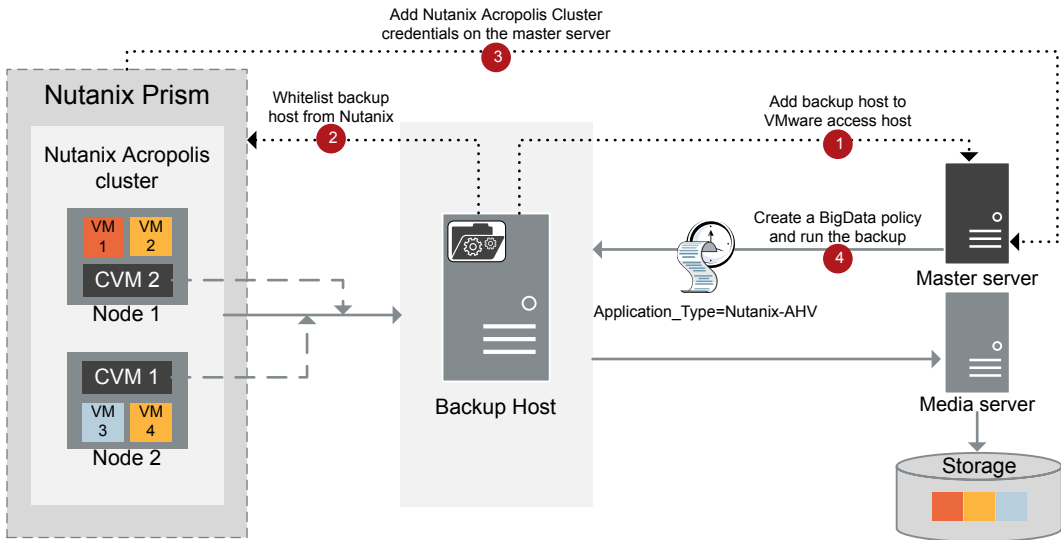 Add Nutanix Acropolis Cluster
credentials on the master server
3
Nutanix Prism
Whitelist backup
host from Nutanix
2
Add backup host to
VMware access host
1
Nutanix Acropolis
cluster
VM
1
VM
2
CVM 2
Node 1
Create a BigData policy
and run the backup
4
Master server
Application_Type=Nutanix-AHV
CVM 1
VM
3
VM
4
Node 2
Backup Host
Media server
Storage